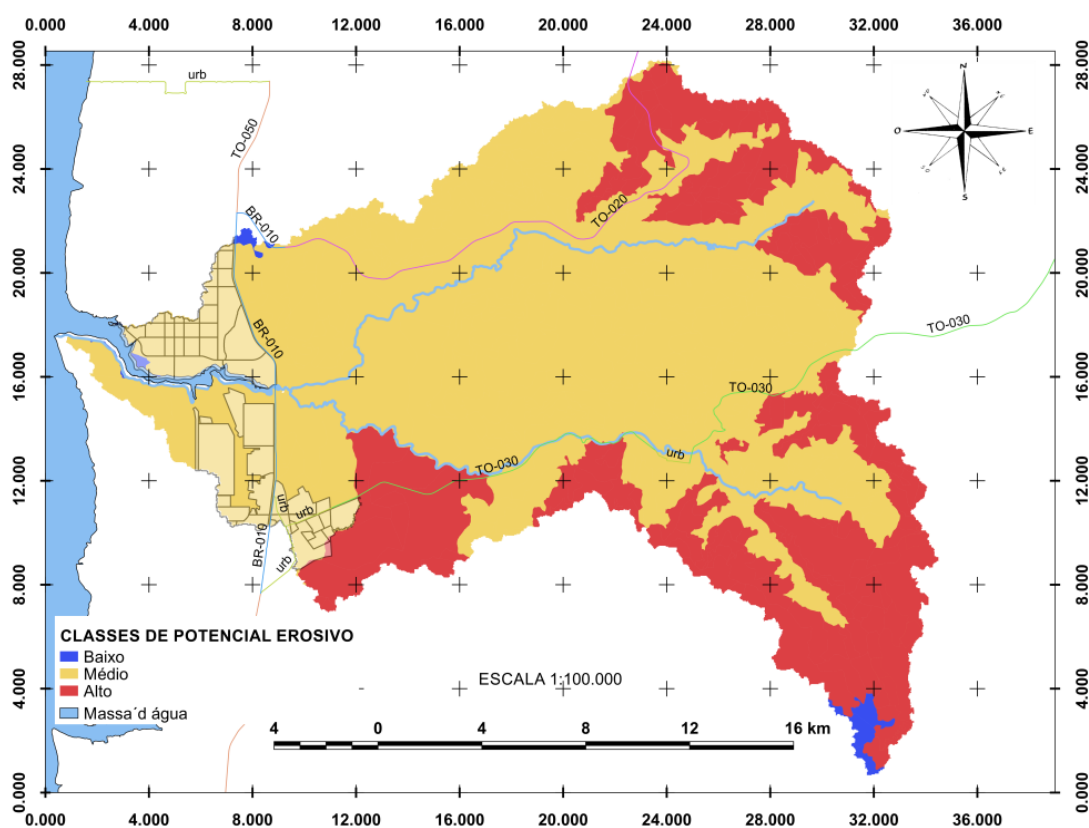 0.000 4.000 8.000 12.000 16.000 20.000 24.000 28.000 32.000 36.000
28.000 28.000
urb
N
TO-050
O E
24.000 24.000
S
TO-020
BR-010
20.000 20.000
BR-010
TO-030
16.000 16.000
TO-030
urb
TO-030
12.000 12.000
urb
urb
BR-010
urb
8.000 8.000
CLASSES DE POTENCIAL EROSIVO
Baixo
Médio
Alto
Massa´d água
ESCALA 1:100.000
4.000 4.000
4 0 4 8 12 16 km
0.000 0.000
0.000 4.000 8.000 12.000 16.000 20.000 24.000 28.000 32.000 36.000